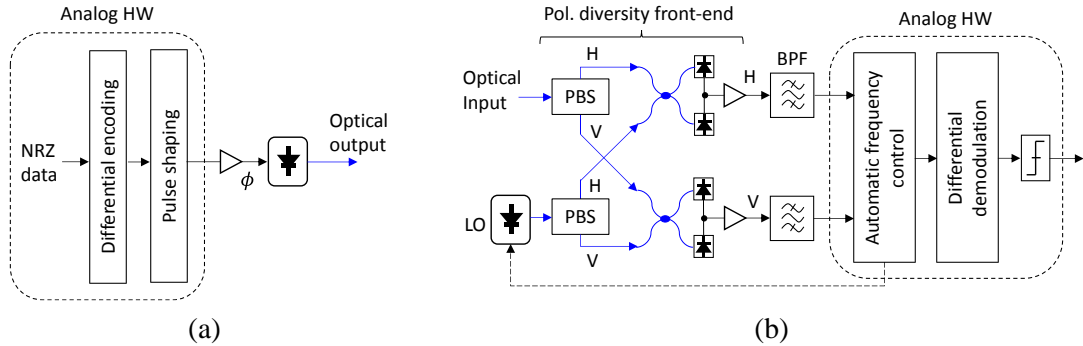 Analog HW
NRZ
data
Differential encoding
Pulse shaping
ϕ
Optical
output
(a)
Pol. diversity front-end
Analog HW
Optical
Input
PBS
H
V
H
BPF
LO
PBS
H
V
V
Automatic frequency
control
Differential
demodulation
(b)